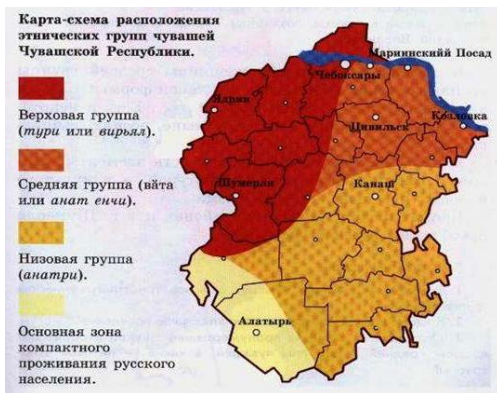 Карта-схема расположения
этнических групп чувашей
Чувашской Республики.
Верховая группа
(тури или вирьял).
Средняя группа (вăта
или анат енчи).
Низовая группа
(анатри).
Основная зона
компактного
проживания русского
населения.
Мариинский Посад
Чебоксары
Ядрин
Козловка
Цивильск
Шумерля
Канаш
Алатырь